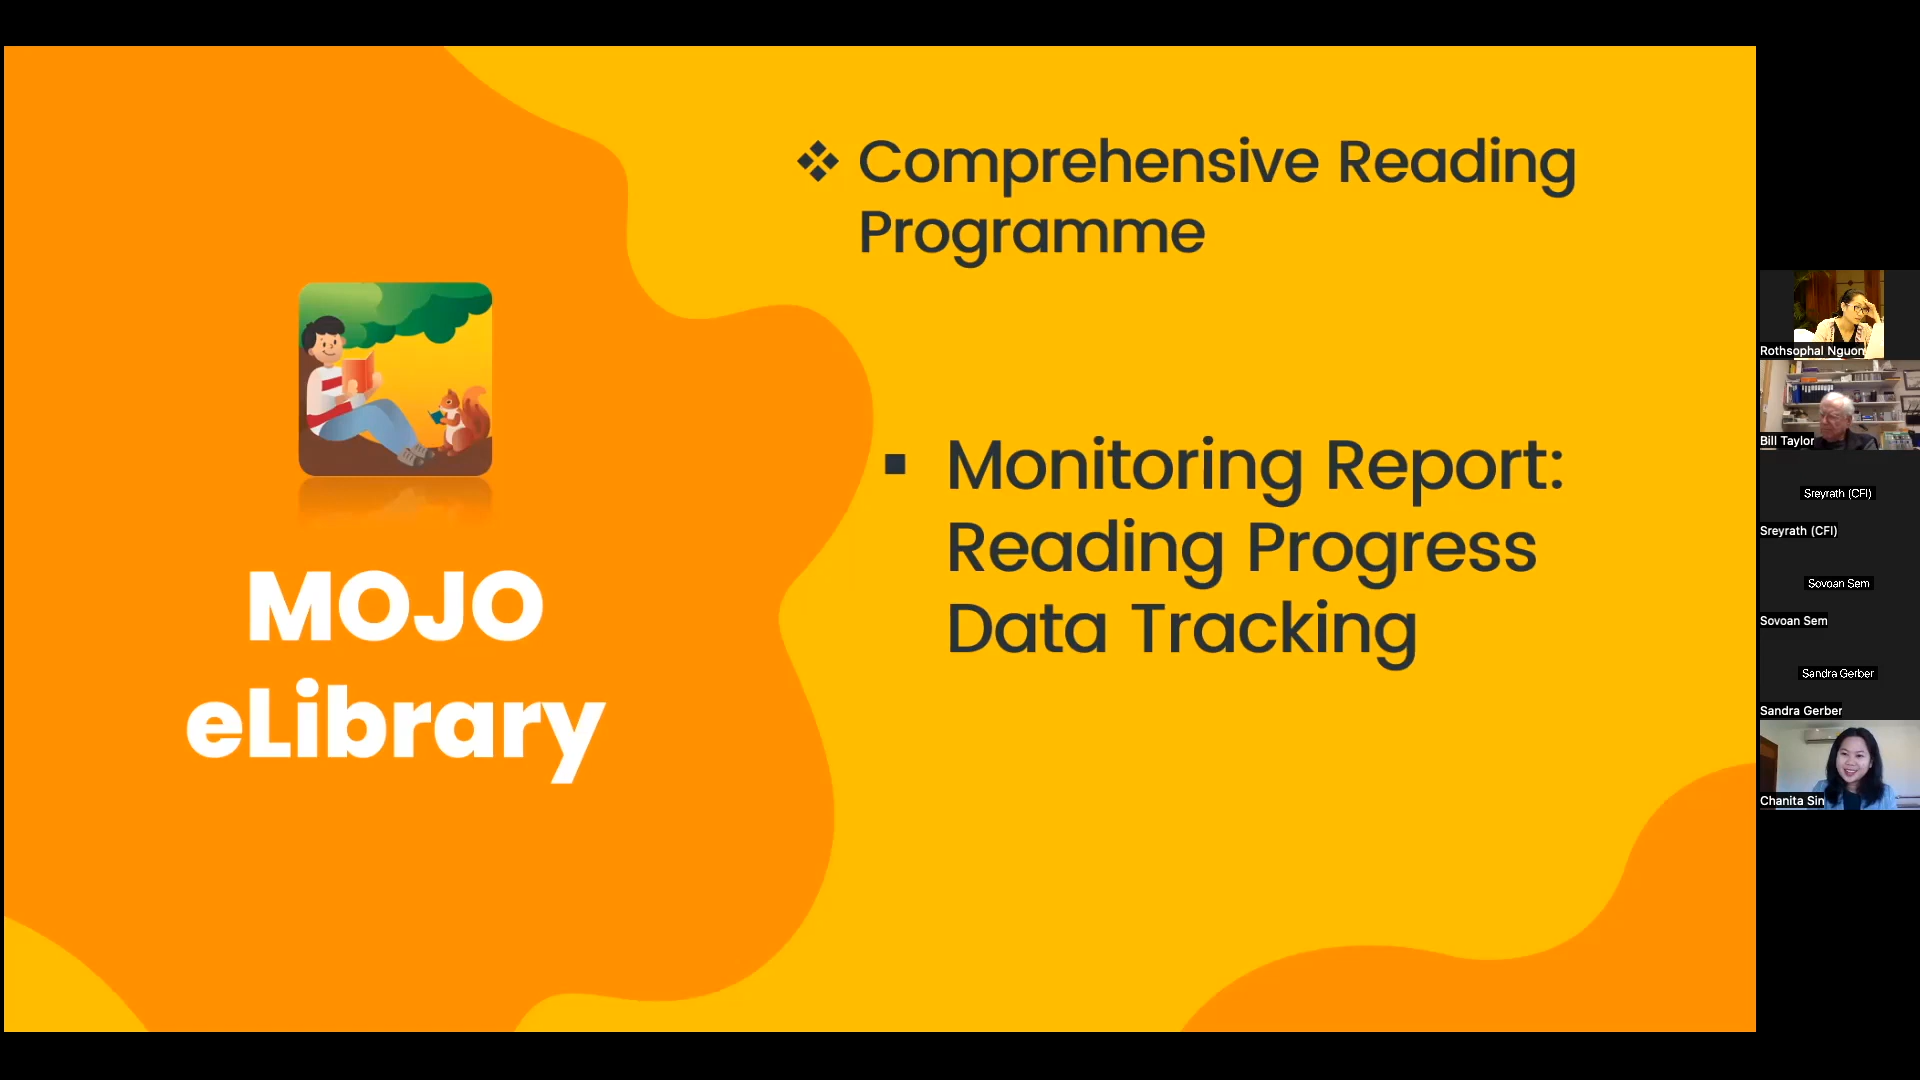 Comprehensive Reading
Programme
Monitoring Report:
Reading Progress
Data Tracking
MOJO
eLibrary
Rothsophal Nguon
Bill Taylor
Sreyrath (CFI)
Sreyrath (CFI)
Sovoan Sem
Sovoan Sem
Sandra Gerber
Sandra Gerber
Chanita Sin